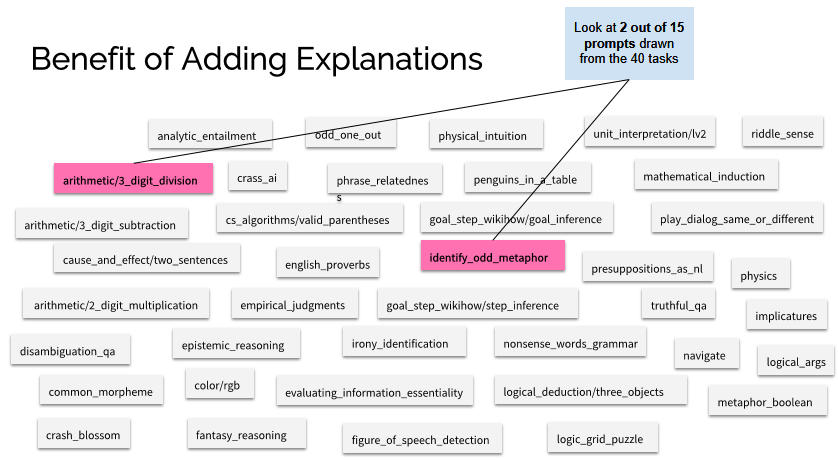 Benefit of Adding Explanations
Look at 2 out of 15
prompts drawn
from the 40 tasks
analytic_entailment
odd_one_out
physical_intuition
unit_interpretation/lv2
riddle_sense
arithmetic/3_digit_division
crass_ai
phrase_relatednes
s
penguins_in_a_table
mathematical_induction
arithmetic/3_digit_subtraction
cs_algorithms/valid_parentheses
goal_step_wikihow/goal_inference
play_dialog_same_or_different
cause_and_effect/two_sentences
english_proverbs
identify_odd_metaphor
presuppositions_as_nl
physics
arithmetic/2_digit_multiplication
empirical_judgments
goal_step_wikihow/step_inference
truthful_qa
implicatures
disambiguation_qa
epistemic_reasoning
irony_identification
nonsense_words_grammar
navigate
logical_args
common_morpheme
color/rgb
evaluating_information_essentiality
logical_deduction/three_objects
metaphor_boolean
crash_blossom
fantasy_reasoning
figure_of_speech_detection
logic_grid_puzzle